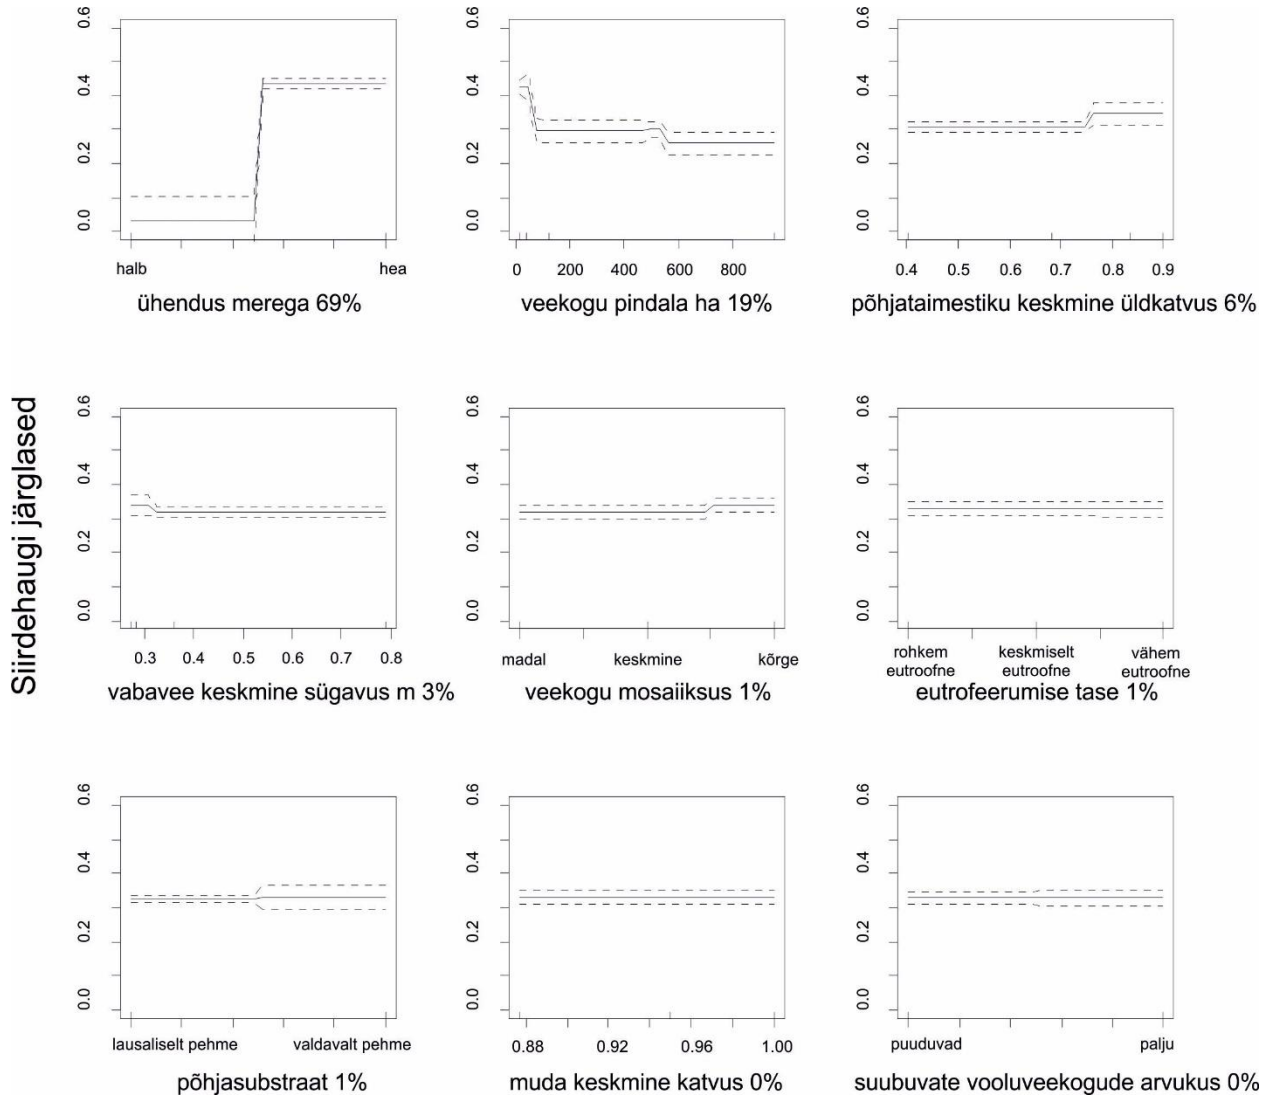 Siirdehaugi järglased
0.6 0.6 0.6
0.4 0.4 0.4
0.2 0.2 0.2
0.0 0.0 0.0
halb hea 0 200 400 600 800 0.4 0.5 0.6 0.7 0.8 0.9
ühendus merega 69% veekogu pindala ha 19% põhjataimestiku keskmine üldkatvus 6%
0.6 0.6 0.6
0.4 0.4 0.4
0.2 0.2 0.2
0.0 0.0 0.0
0.3 0.4 0.5 0.6 0.7 0.8 madal keskmine kõrge rohkem keskmiselt vähem
eutroofne eutroofne eutroofne
vabavee keskmine sügavus m 3% veekogu mosaiiksus 1% eutrofeerumise tase 1%
0.6 0.6 0.6
0.4 0.4 0.4
0.2 0.2 0.2
0.0 0.0 0.0
lausaliselt pehme valdavalt pehme 0.88 0.92 0.96 1.00 puuduvad palju
põhjasubstraat 1% muda keskmine katvus 0% suubuvate vooluveekogude arvukus 0%